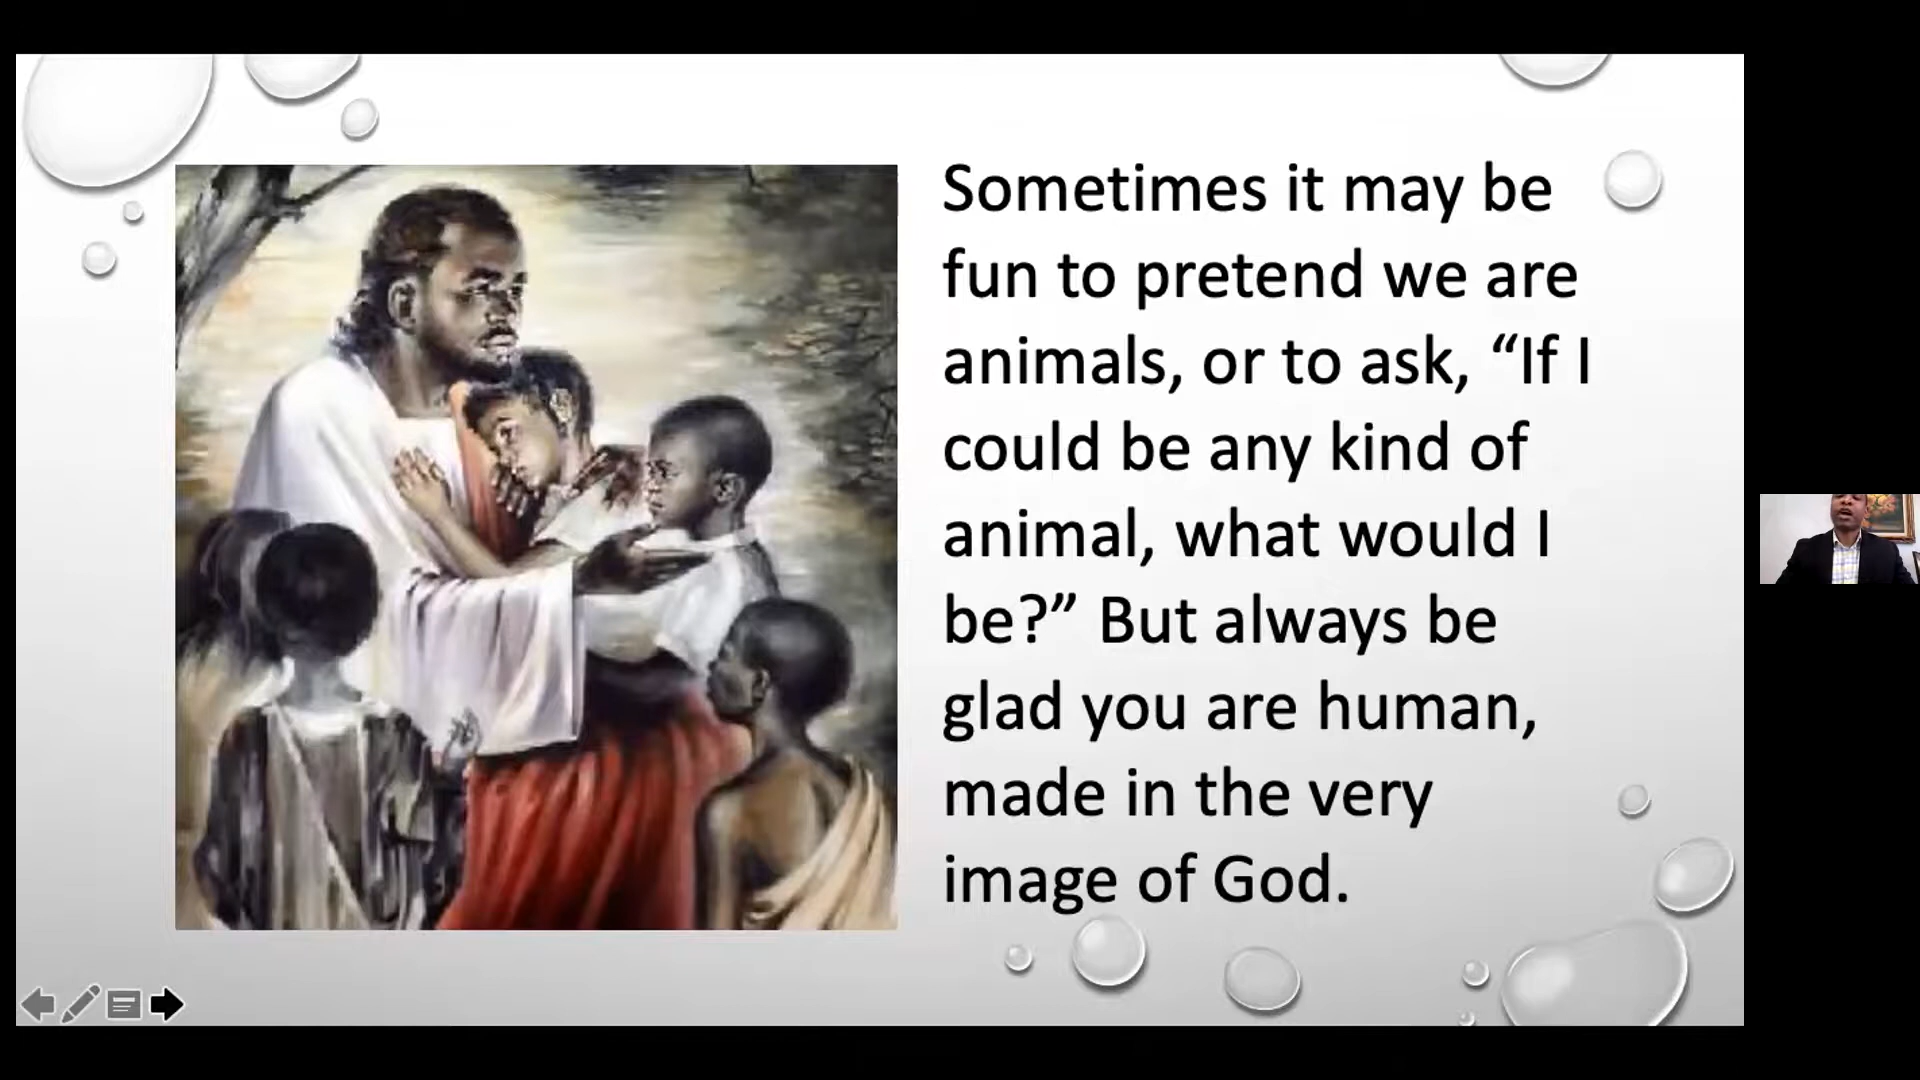 Sometimes it may be
fun to pretend we are
animals, or to ask, “If I
could be any kind of
animal, what would I
be?” But always be
glad you are human,
made in the very
image of God.